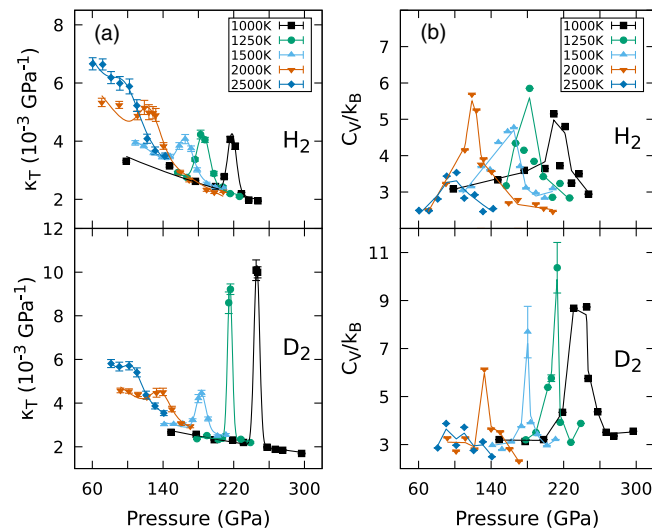 (a)
1000K
1250K
1500K
2000K
2500K
H2
κT (10⁻³ GPa⁻¹)
8
6
4
2
(b)
1000K
1250K
1500K
2000K
2500K
H2
CV/kB
7
6
5
4
3
D2
κT (10⁻³ GPa⁻¹)
12
10
8
6
4
2
60 140 220 300
Pressure (GPa)
D2
CV/kB
11
9
7
5
3
60 140 220 300
Pressure (GPa)